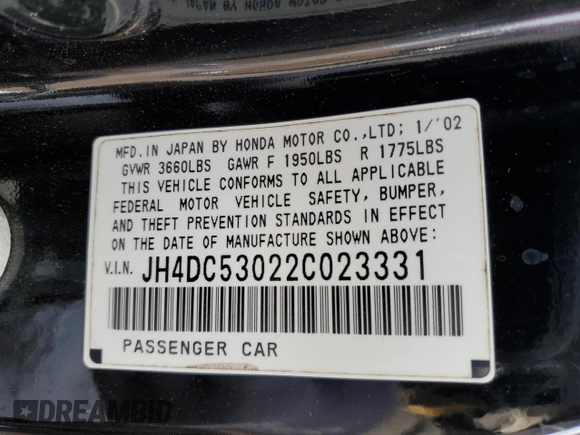 MFD. IN JAPAN BY HONDA MOTOR CO.,LTD; 1/'02
GVWR 3660LBS GAWR F 1950LBS R 1775LBS
THIS VEHICLE CONFORMS TO ALL APPLICABLE
FEDERAL MOTOR VEHICLE SAFETY, BUMPER,
AND THEFT PREVENTION STANDARDS IN EFFECT
ON THE DATE OF MANUFACTURE SHOWN ABOVE:
V.I.N. JH4DC53022C023331
PASSENGER CAR
DREAMBID